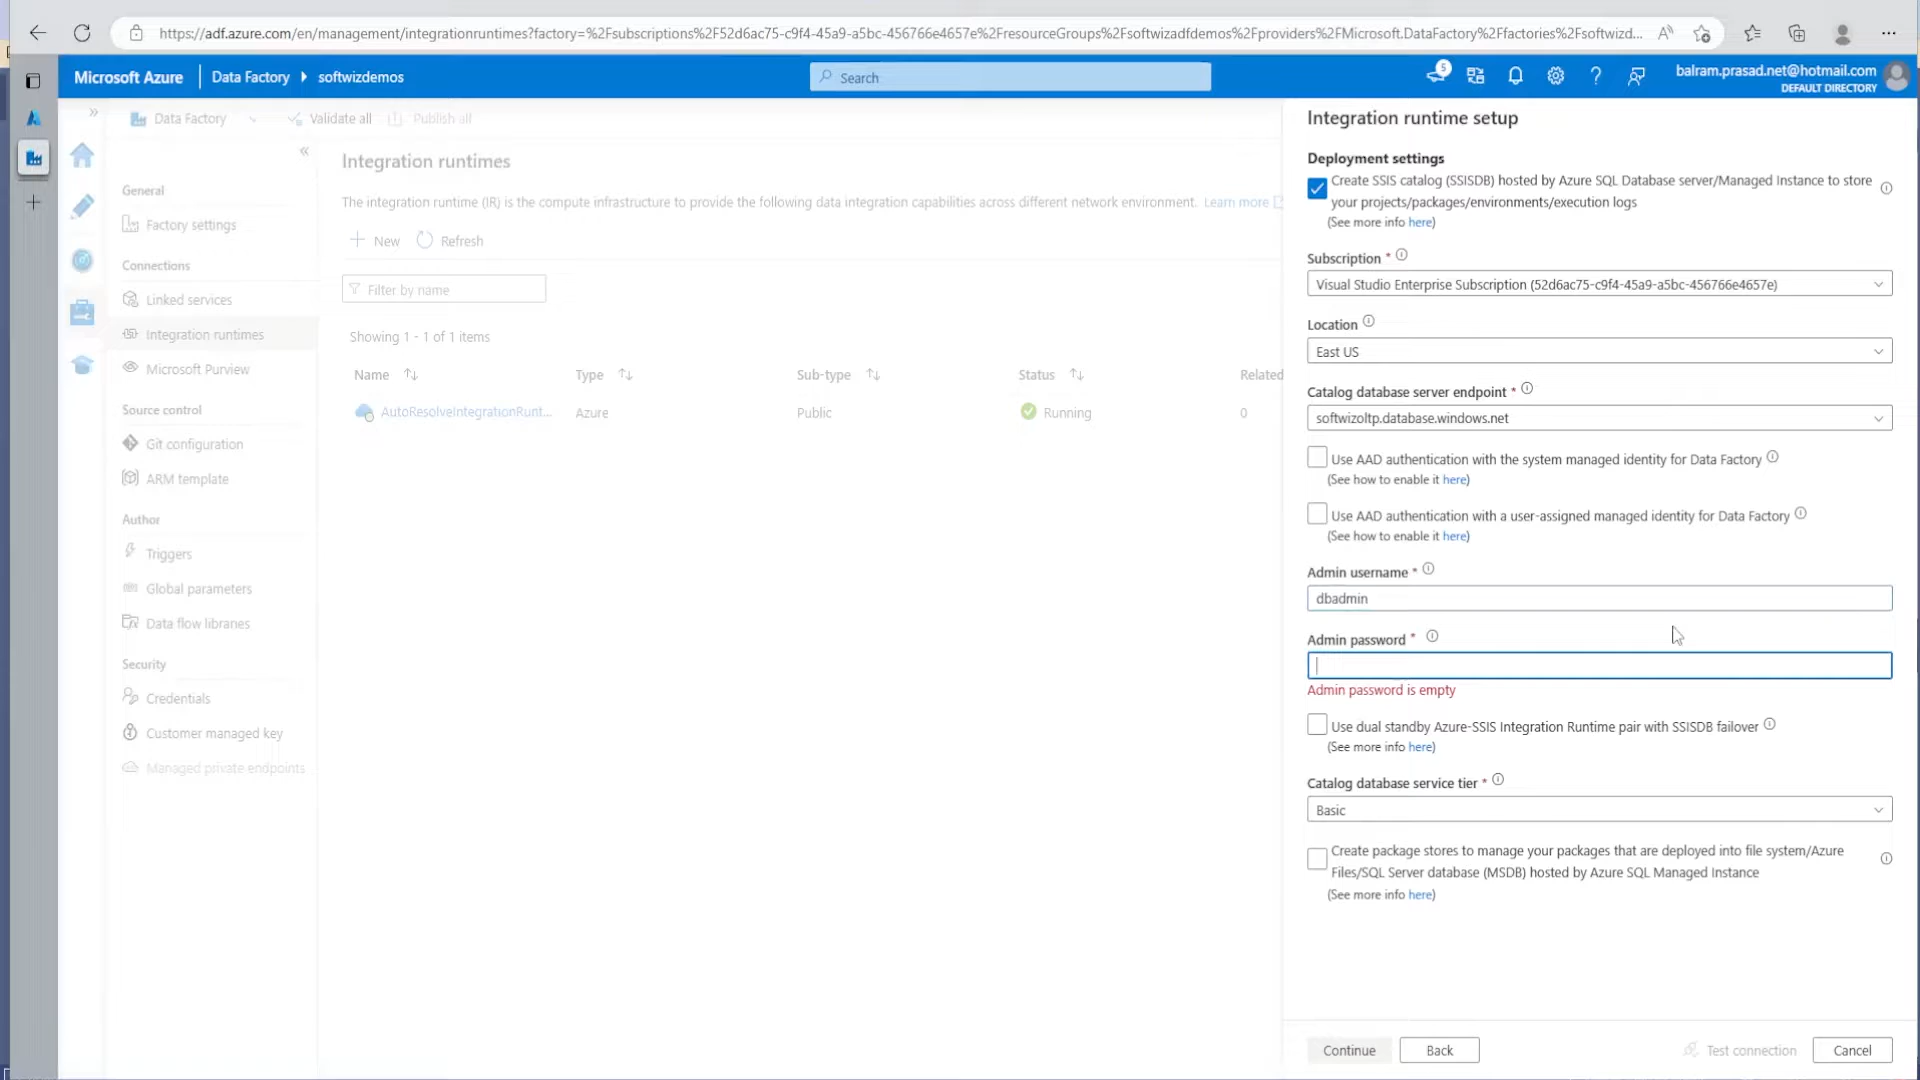 https://adf.azure.com/en/management/integrationruntimes?factory=%2Fsubscriptions%2F52d6ac75-c9f4-45a9-a5bc-456766e4657e%2FresourceGroups%2Fsoftwizadfdemos%2Fproviders%2FMicrosoft.DataFactory%2Ffactories%2Fsoftwizd...
Microsoft Azure
Data Factory
softwizdemos
Search
5
balram.prasad.net@hotmail.com
DEFAULT DIRECTORY
Data Factory
Validate all
Publish all
General
Factory settings
Connections
Linked services
Integration runtimes
Microsoft Purview
Source control
Git configuration
ARM template
Author
Triggers
Global parameters
Data flow libraries
Security
Credentials
Customer managed key
Managed private endpoints
Integration runtimes
The integration runtime (IR) is the compute infrastructure to provide the following data integration capabilities across different network environment. Learn more
New
Refresh
Filter by name
Showing 1 - 1 of 1 items
Name Type Sub-type Status Related
AutoResolveIntegrationRunt... Azure Public Running 0
Integration runtime setup
Deployment settings
Create SSIS catalog (SSISDB) hosted by Azure SQL Database server/Managed Instance to store
your projects/packages/environments/execution logs
(See more info here)
Subscription *
Visual Studio Enterprise Subscription (52d6ac75-c9f4-45a9-a5bc-456766e4657e)
Location
East US
Catalog database server endpoint *
softwizoltp.database.windows.net
Use AAD authentication with the system managed identity for Data Factory
(See how to enable it here)
Use AAD authentication with a user-assigned managed identity for Data Factory
(See how to enable it here)
Admin username *
dbadmin
Admin password *
Admin password is empty
Use dual standby Azure-SSIS Integration Runtime pair with SSISDB failover
(See more info here)
Catalog database service tier *
Basic
Create package stores to manage your packages that are deployed into file system/Azure
Files/SQL Server database (MSDB) hosted by Azure SQL Managed Instance
(See more info here)
Continue
Back
Test connection
Cancel